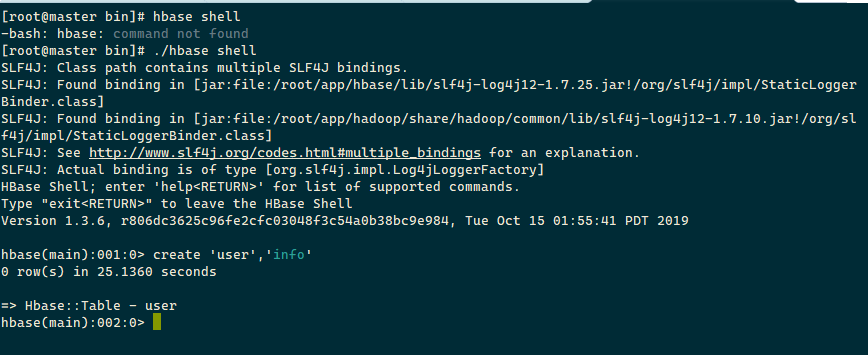 [root@master bin]# hbase shell
-bash: hbase: command not found
[root@master bin]# ./hbase shell
SLF4J: Class path contains multiple SLF4J bindings.
SLF4J: Found binding in [jar:file:/root/app/hbase/lib/slf4j-log4j12-1.7.25.jar!/org/slf4j/impl/StaticLogger
Binder.class]
SLF4J: Found binding in [jar:file:/root/app/hadoop/share/hadoop/common/lib/slf4j-log4j12-1.7.10.jar!/org/sl
f4j/impl/StaticLoggerBinder.class]
SLF4J: See http://www.slf4j.org/codes.html#multiple_bindings for an explanation.
SLF4J: Actual binding is of type [org.slf4j.impl.Log4jLoggerFactory]
HBase Shell; enter 'help<RETURN>' for list of supported commands.
Type "exit<RETURN>" to leave the HBase Shell
Version 1.3.6, r806dc3625c96fe2cfc03048f3c54a0b38bc9e984, Tue Oct 15 01:55:41 PDT 2019
hbase(main):001:0> create 'user','info'
0 row(s) in 25.1360 seconds
=> Hbase::Table - user
hbase(main):002:0>